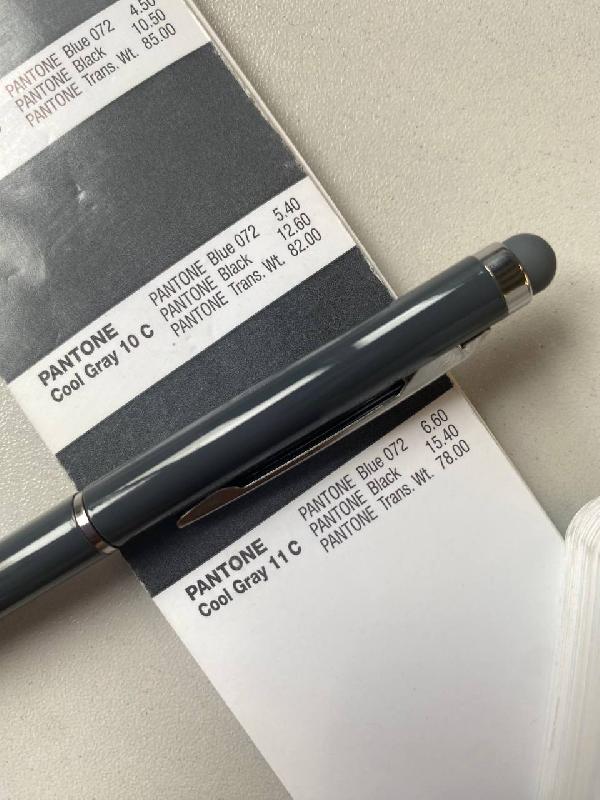 PANTONE Blue 072 4.50
PANTONE Black 10.50
PANTONE Trans. Wt. 85.00
PANTONE
Cool Gray 10 C
PANTONE Blue 072 5.40
PANTONE Black 12.60
PANTONE Trans. Wt. 82.00
PANTONE
Cool Gray 11 C
PANTONE Blue 072 6.60
PANTONE Black 15.40
PANTONE Trans. Wt. 78.00